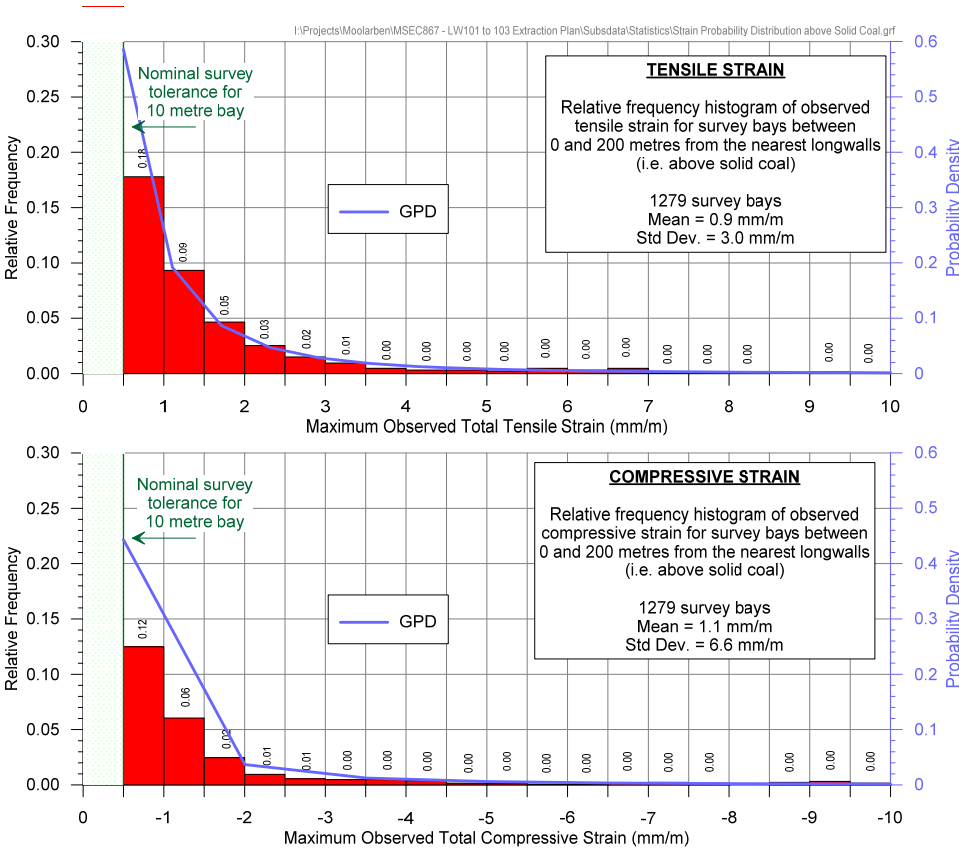 I:\Projects\Moolarben\MSEC867 - LW101 to 103 Extraction Plan\Subsdata\Statistics\Strain Probability Distribution above Solid Coal.grf
TENSILE STRAIN
Relative frequency histogram of observed
tensile strain for survey bays between
0 and 200 metres from the nearest longwalls
(i.e. above solid coal)
1279 survey bays
Mean = 0.9 mm/m
Std Dev. = 3.0 mm/m
Nominal survey
tolerance for
10 metre bay
GPD
Relative Frequency
0.30
0.25
0.20
0.15
0.10
0.05
0.00
Probability Density
0.6
0.5
0.4
0.3
0.2
0.1
0
0.18 0.09 0.05 0.03 0.02 0.01 0.00 0.00 0.00 0.00 0.00 0.00 0.00 0.00 0.00 0.00 0.00 0.00
0 1 2 3 4 5 6 7 8 9 10
Maximum Observed Total Tensile Strain (mm/m)
COMPRESSIVE STRAIN
Relative frequency histogram of observed
compressive strain for survey bays between
0 and 200 metres from the nearest longwalls
(i.e. above solid coal)
1279 survey bays
Mean = 1.1 mm/m
Std Dev. = 6.6 mm/m
Nominal survey
tolerance for
10 metre bay
GPD
Relative Frequency
0.30
0.25
0.20
0.15
0.10
0.05
0.00
Probability Density
0.6
0.5
0.4
0.3
0.2
0.1
0
0.12 0.06 0.02 0.01 0.01 0.00 0.00 0.00 0.00 0.00 0.00 0.00 0.00 0.00 0.00 0.00 0.00
-0 -1 -2 -3 -4 -5 -6 -7 -8 -9 -10
Maximum Observed Total Compressive Strain (mm/m)